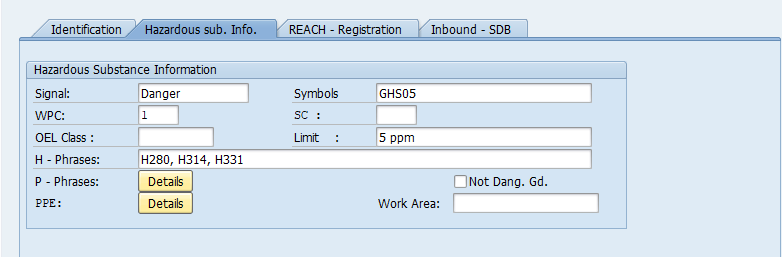 Identification Hazardous sub. Info. REACH - Registration Inbound - SDB
Hazardous Substance Information
Signal: Danger Symbols GHS05
WPC: 1 SC :
OEL Class : Limit : 5 ppm
H - Phrases: H280, H314, H331
P - Phrases: Details Not Dang. Gd.
PPE: Details Work Area: